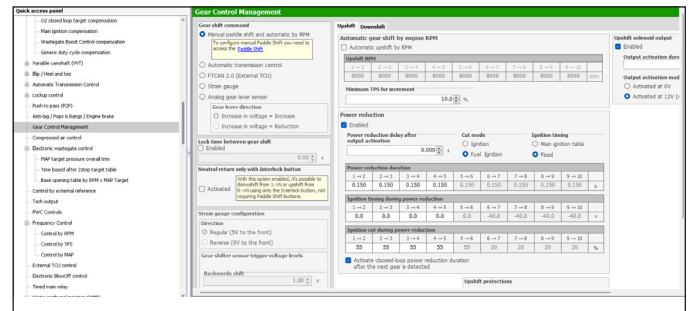 Quick access panel
O2 closed loop target compensation
Main ignition compensation
Wastegate Boost Control compensation
Generic duty cycle compensation
Variable camshaft (VVT)
Blip / Heel and toe
Automatic Transmission Control
Lockup control
Push to pass (P2P)
Anti-lag / Pops & Bangs / Engine brake
Gear Control Management
Compressed air control
Electronic wastegate control
MAP target pressure overall trim
Time based after 2step target table
Base opening table by RPM x MAP Target
Control by external reference
Tach output
PWC Controls
Frequency Control
Control by RPM
Control by TPS
Control by MAP
External TCU control
Electronic BlowOFF control
Timed main relay
Gear Control Management
Gear shift command
Manual paddle shift and automatic by RPM
To configure manual Paddle Shift you need to
access the Paddle Shift
Automatic transmission control
FTCAN 2.0 (External TCU)
Strain gauge
Analog gear lever sensor
Gear lever direction
Increase in voltage = Increase
Increase in voltage = Reduction
Lock time between gear shift
Enabled
0.00 s
Neutral return only with interlock button
Activated
With this option enabled, it's possible to
downshift from 1->N or upshift from
R->N using only the Interlock button, not
requiring Paddle Shift buttons.
Strain gauge configuration
Direction
Regular (5V to the front)
Reverse (0V to the front)
Gear shifter sensor trigger voltage levels
Backwards shift
1.00 v
Upshift Downshift
Automatic gear shift by engine RPM
Automatic upshift by RPM
Upshift RPM
1 → 2 2 → 3 3 → 4 4 → 5 5 → 6 6 → 7 7 → 8 8 → 9 9 → 10
8000 8000 8000 8000 8000 8000 8000 8000 8000 RPM
Minimum TPS for increment
10.0 %
Power reduction
Enabled
Power reduction delay after
output activation
0.000 s
Cut mode
Ignition
Fuel Ignition
Ignition timing
Main ignition table
Fixed
Power reduction duration
1 → 2 2 → 3 3 → 4 4 → 5 5 → 6 6 → 7 7 → 8 8 → 9 9 → 10
0.150 0.150 0.150 0.150 0.150 0.150 0.150 0.150 0.150 s
Ignition timing during power reduction
1 → 2 2 → 3 3 → 4 4 → 5 5 → 6 6 → 7 7 → 8 8 → 9 9 → 10
0.0 0.0 0.0 0.0 0.0 -40.0 -40.0 -40.0 -40.0 °
Ignition cut during power reduction
1 → 2 2 → 3 3 → 4 4 → 5 5 → 6 6 → 7 7 → 8 8 → 9 9 → 10
55 55 55 55 55 20 20 20 20 %
Activate cloosed-loop power reduction duration
after the next gear is detected
Upshift protections
Upshift solenoid output
Enabled
Output activation dura
Output activation mod
Activated at 0V
Activated at 12V